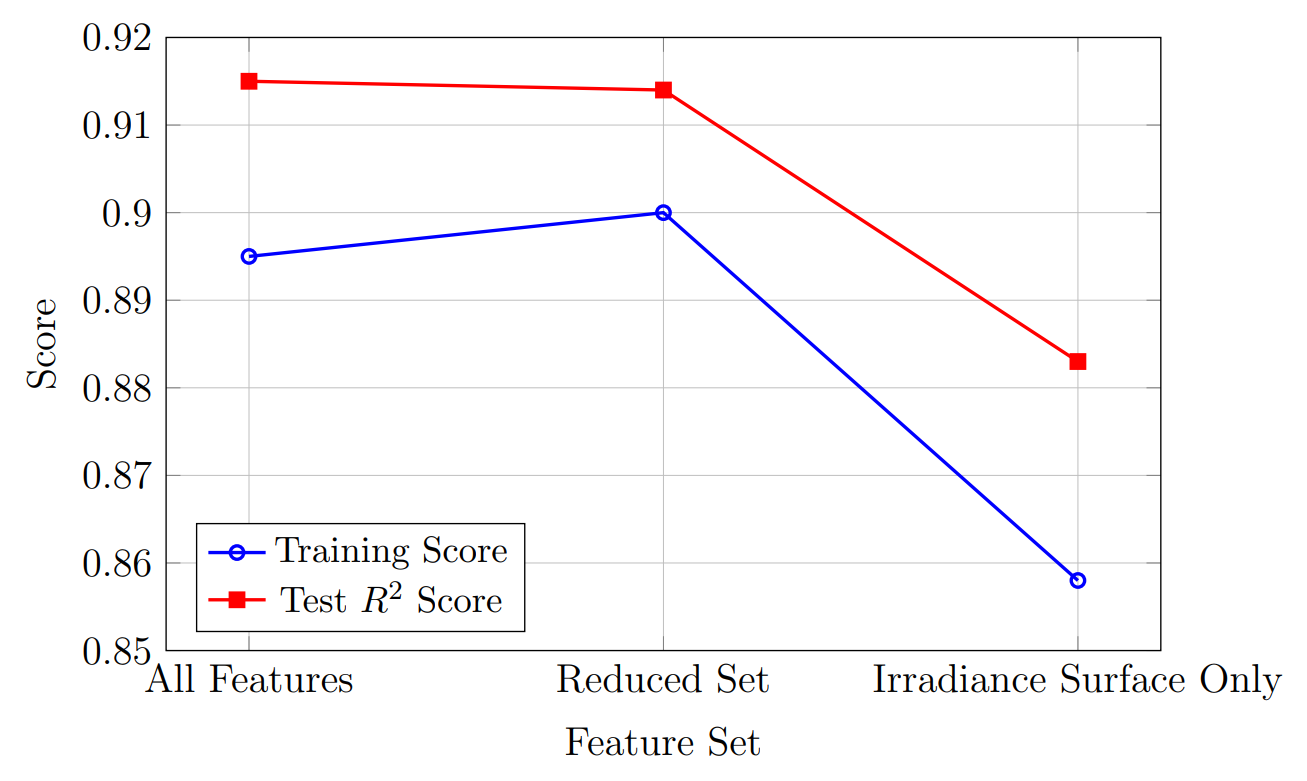 0.92
0.91
0.9
0.89
0.88
0.87
0.86
0.85
Score
Training Score
Test R² Score
All Features
Reduced Set
Irradiance Surface Only
Feature Set